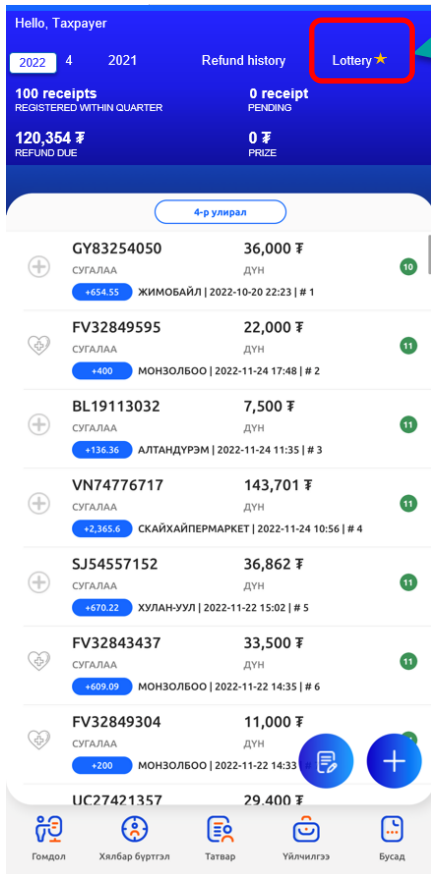 Hello, Taxpayer
2022 4 2021 Refund history Lottery
100 receipts 0 receipt
REGISTERED WITHIN QUARTER PENDING
120,354 ₮ 0 ₮
REFUND DUE PRIZE
4-р улирал
GY83254050 36,000 ₮
СУГАЛАА ДҮН 10
+654.55 ЖИМОБАЙЛ | 2022-10-20 22:23 | # 1
FV32849595 22,000 ₮
СУГАЛАА ДҮН 11
+400 МОНЗОЛБОО | 2022-11-24 17:48 | # 2
BL19113032 7,500 ₮
СУГАЛАА ДҮН 11
+136.36 АЛТАНДҮРЭМ | 2022-11-24 11:35 | # 3
VN74776717 143,701 ₮
СУГАЛАА ДҮН 11
+2,365.6 СКАЙХАЙПЕРМАРКЕТ | 2022-11-24 10:56 | # 4
SJ54557152 36,862 ₮
СУГАЛАА ДҮН 11
+670.22 ХУЛАН-УУЛ | 2022-11-22 15:02 | # 5
FV32843437 33,500 ₮
СУГАЛАА ДҮН 11
+609.09 МОНЗОЛБОО | 2022-11-22 14:35 | # 6
FV32849304 11,000 ₮
СУГАЛАА ДҮН
+200 МОНЗОЛБОО | 2022-11-22 14:33
UC27421357 29,400 ₮
Гомдол Хялбар бүртгэл Татвар Үйлчилгээ Бусад